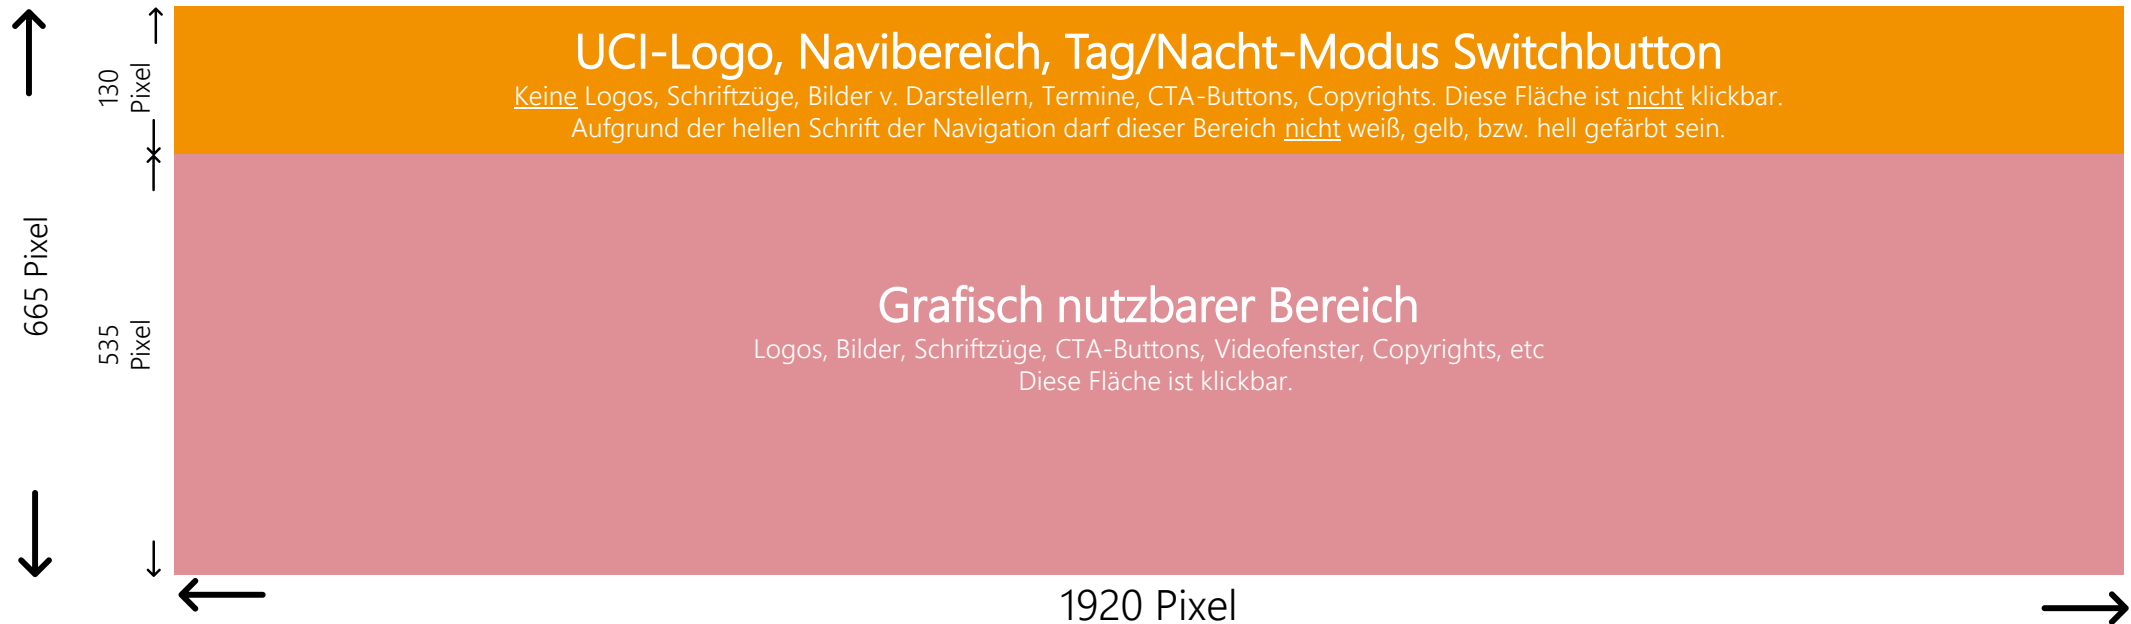 130
Pixel
UCI-Logo, Navibereich, Tag/Nacht-Modus Switchbutton
Keine Logos, Schriftzüge, Bilder v. Darstellern, Termine, CTA-Buttons, Copyrights. Diese Fläche ist nicht klickbar.
Aufgrund der hellen Schrift der Navigation darf dieser Bereich nicht weiß, gelb, bzw. hell gefärbt sein.
665 Pixel
535
Pixel
Grafisch nutzbarer Bereich
Logos, Bilder, Schriftzüge, CTA-Buttons, Videofenster, Copyrights, etc
Diese Fläche ist klickbar.
1920 Pixel